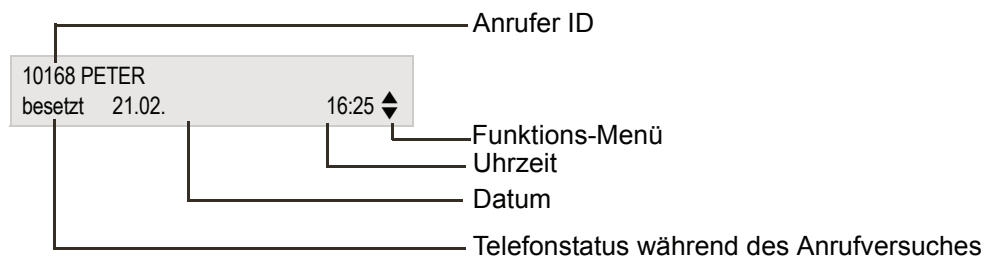 Anrufer ID
10168 PETER
besetzt 21.02. 16:25
Funktions-Menü
Uhrzeit
Datum
Telefonstatus während des Anrufversuches